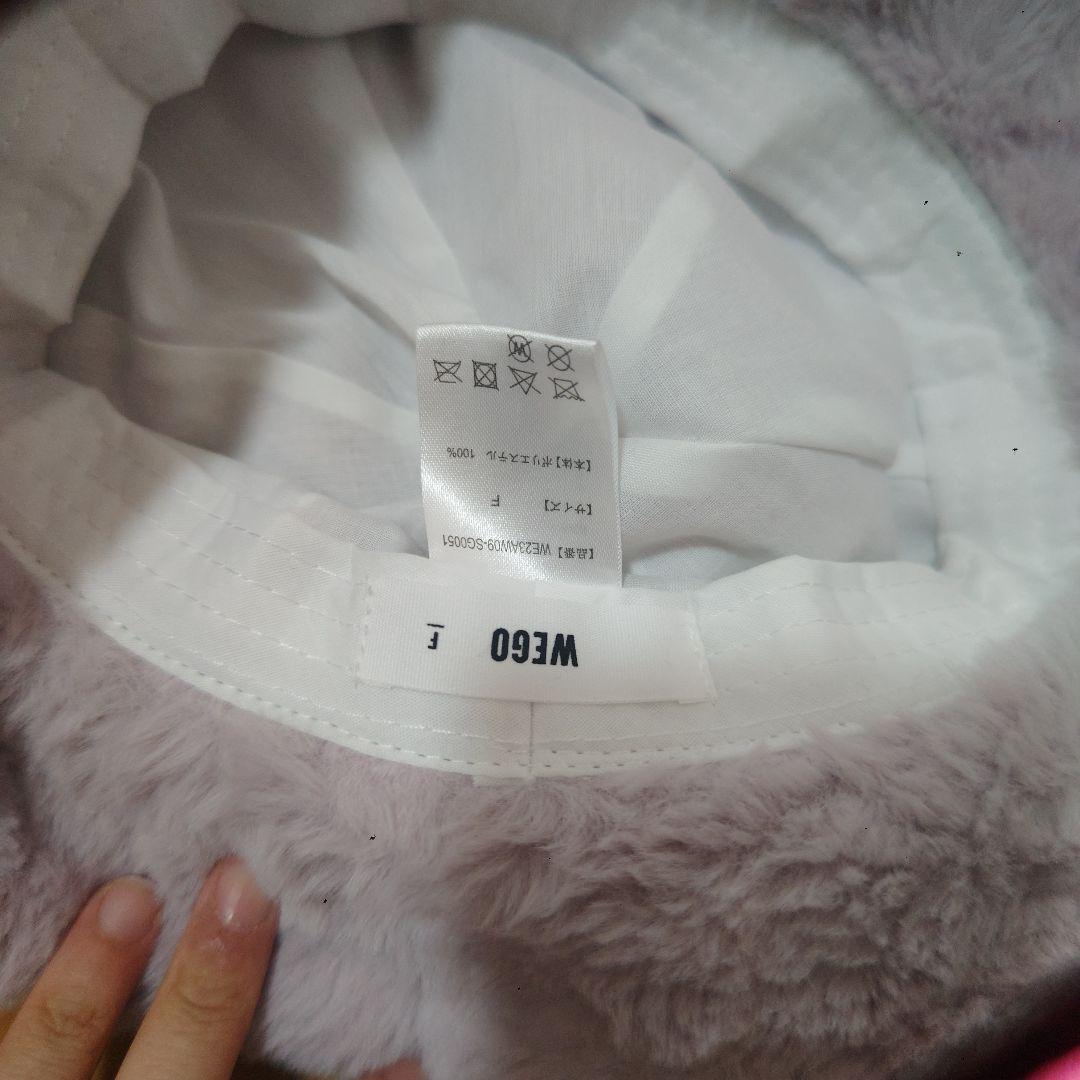 WEGO F
【品番】WE23AW09-SG0051
【サイズ】 F
【本体】ポリエステル 100%
W